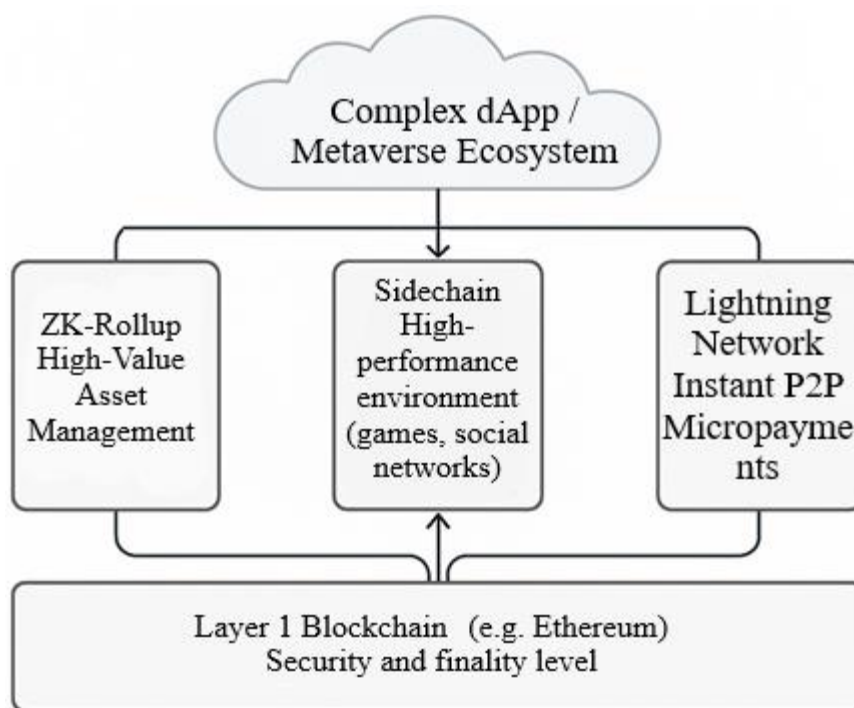 Complex dApp /
Metaverse Ecosystem
ZK-Rollup
High-Value
Asset
Management
Sidechain
High-
performance
environment
(games, social
networks)
Lightning
Network
Instant P2P
Micropayme
nts
Layer 1 Blockchain (e.g. Ethereum)
Security and finality level